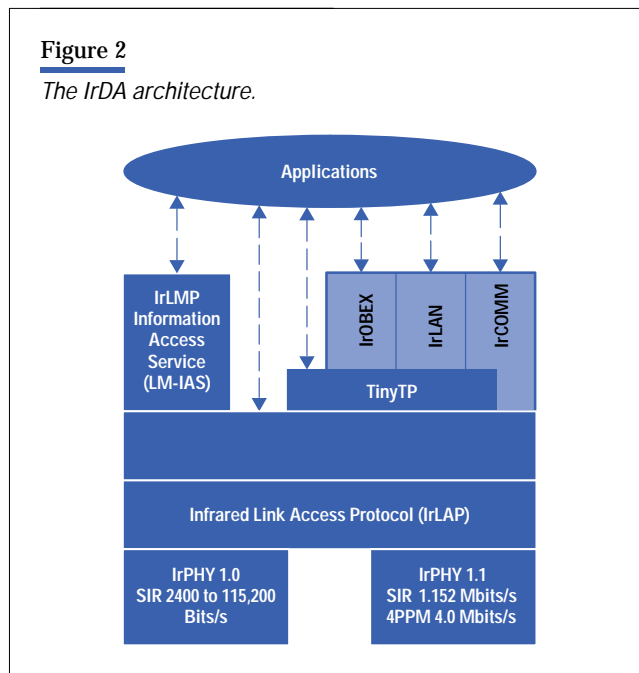 Figure 2
The IrDA architecture.
Applications
IrLMP
Information
Access
Service
(LM-IAS)
IrOBEX
IrLAN
IrCOMM
TinyTP
Infrared Link Access Protocol (IrLAP)
IrPHY 1.0
SIR 2400 to 115,200
Bits/s
IrPHY 1.1
SIR 1.152 Mbits/s
4PPM 4.0 Mbits/s